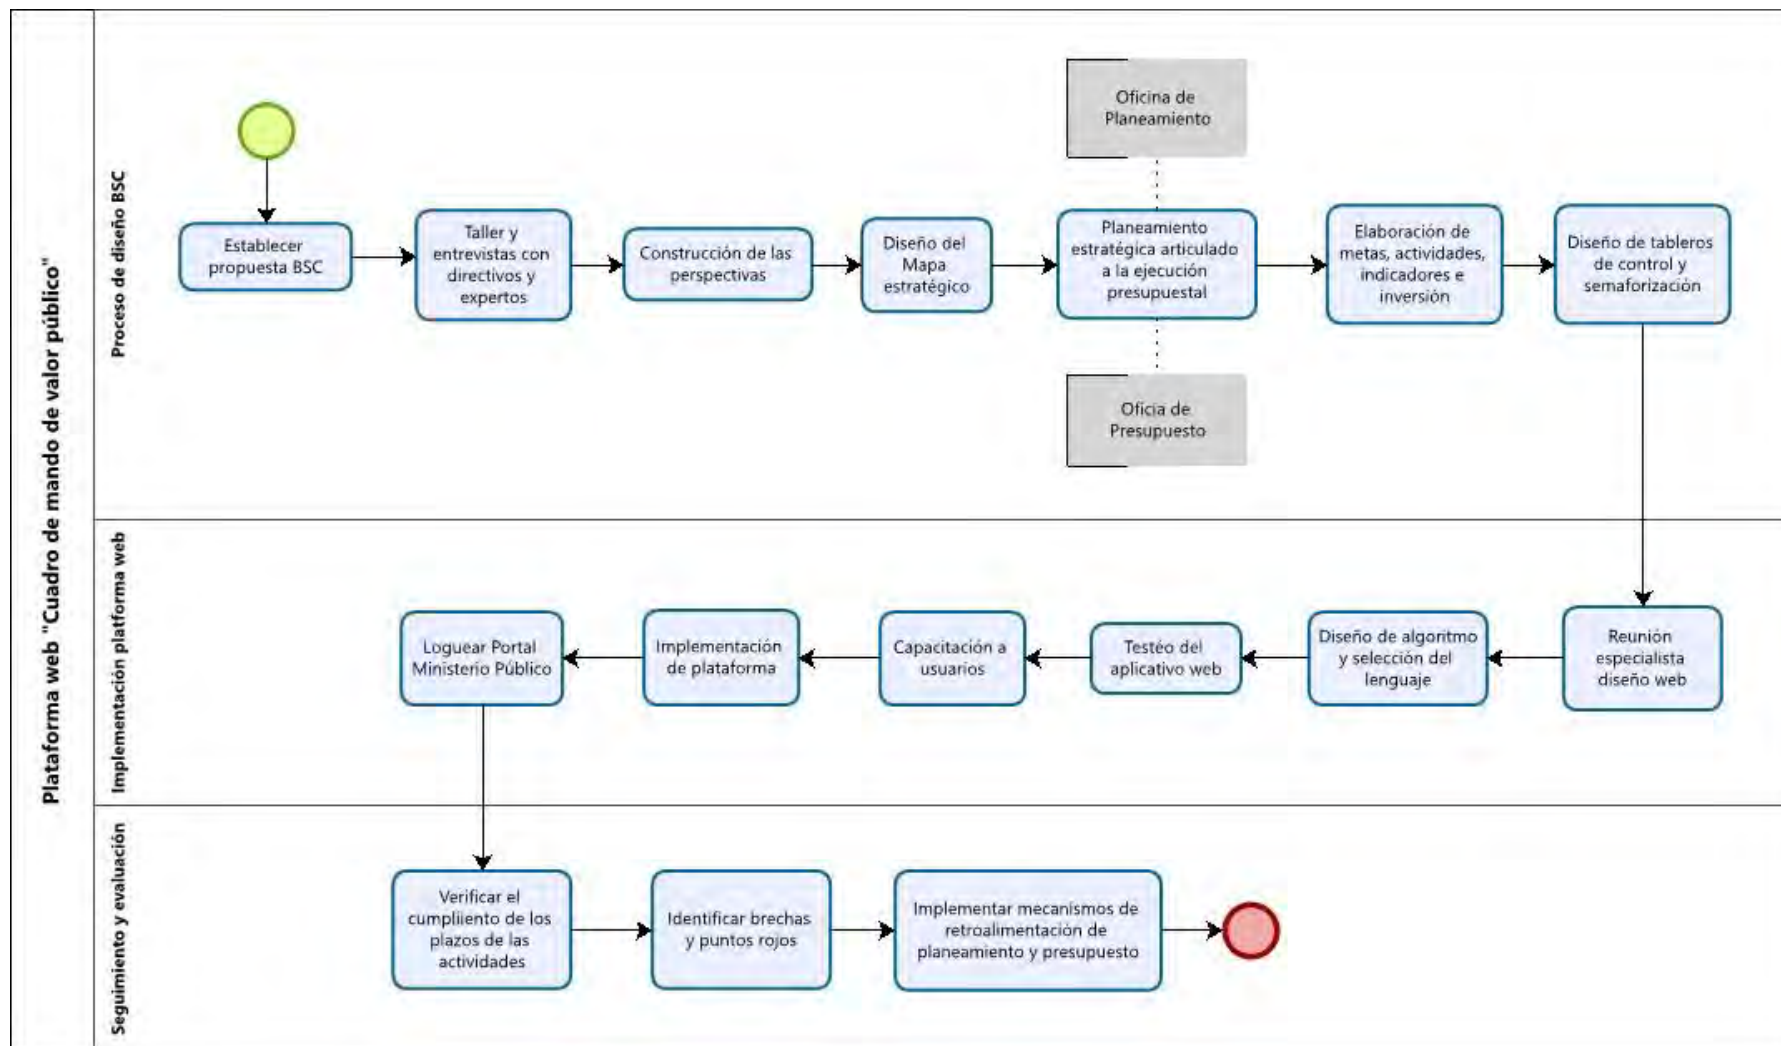 Plataforma web "Cuadro de mando de valor público"
Proceso de diseño BSC
Establecer
propuesta BSC
Taller y
entrevistas con
directivos y
expertos
Construcción de las
perspectivas
Diseño del
Mapa
estratégico
Oficina de
Planeamiento
Planeamiento
estratégica articulado
a la ejecución
presupuestal
Oficia de
Presupuesto
Elaboración de
metas, actividades,
indicadores e
inversión
Diseño de tableros
de control y
semaforización
Implementación platforma web
Reunión
especialista
diseño web
Diseño de algoritmo
y selección del
lenguaje
Testéo del
aplicativo web
Capacitación a
usuarios
Implementación
de plataforma
Loguear Portal
Ministerio Público
Seguimiento y evaluación
Verificar el
cumpliiento de los
plazos de las
actividades
Identificar brechas
y puntos rojos
Implementar mecanismos de
retroalimentación de
planeamiento y presupuesto